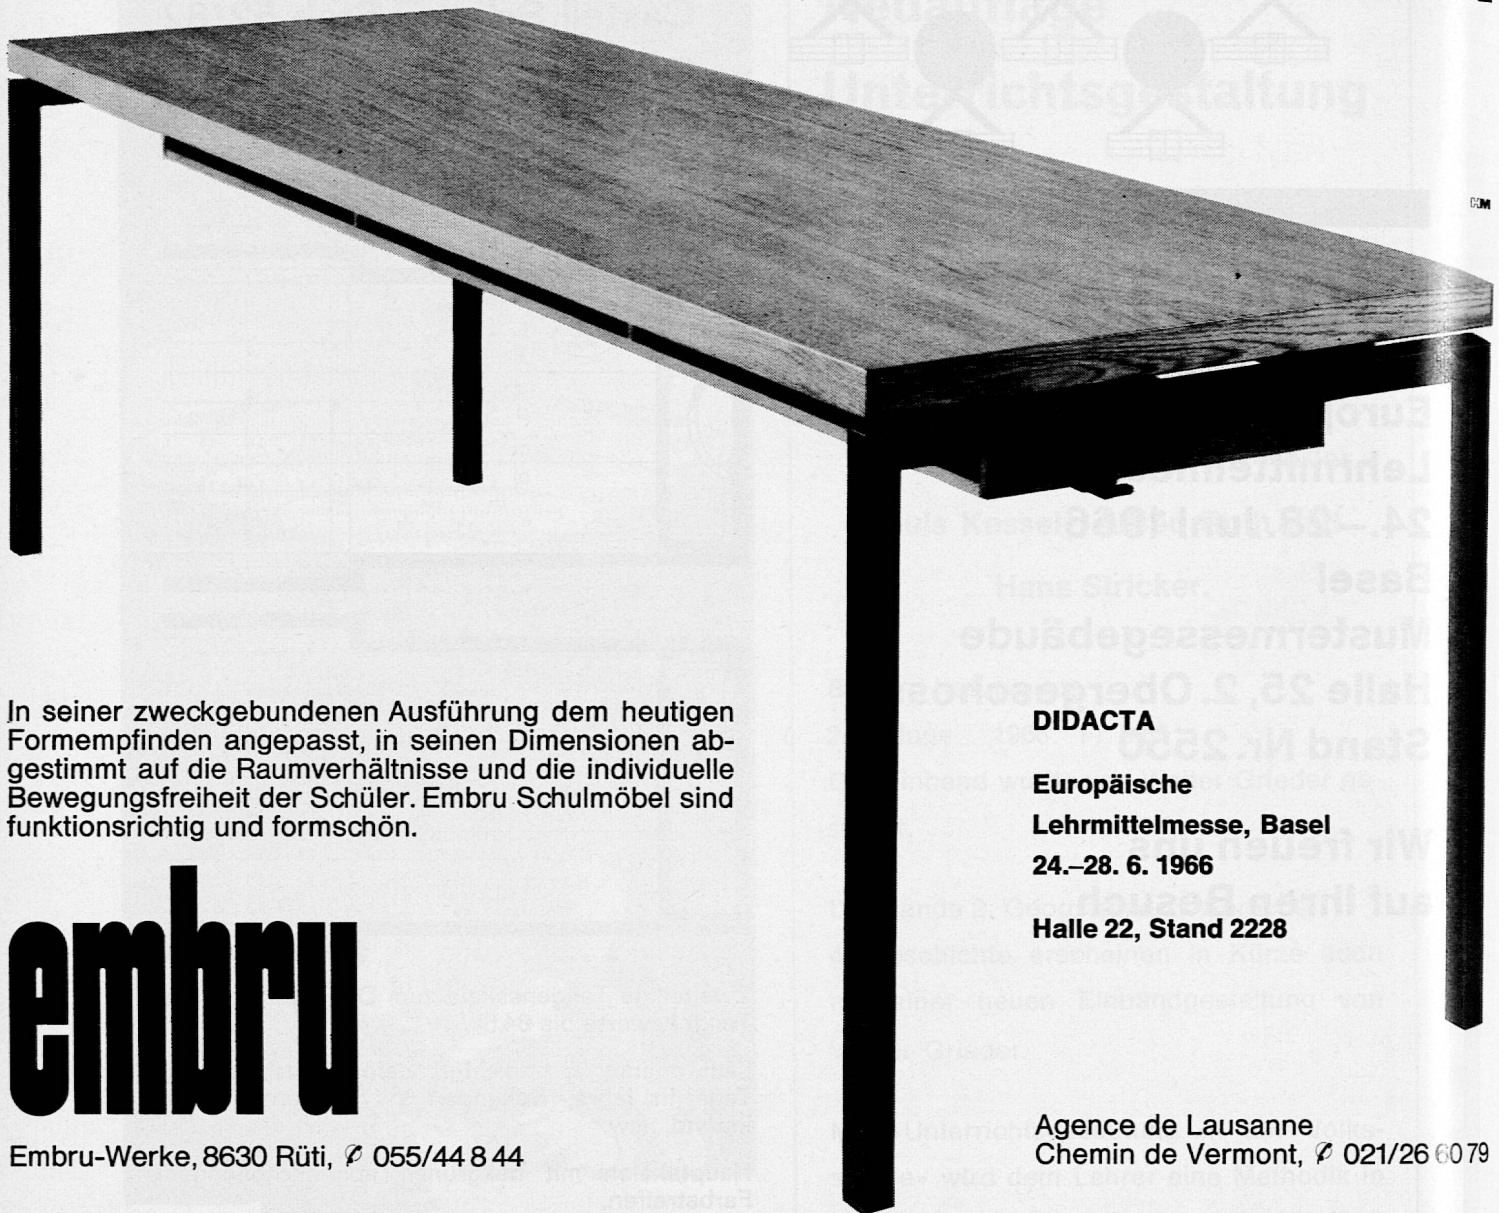 In seiner zweckgebundenen Ausführung dem heutigen
Formempfinden angepasst, in seinen Dimensionen ab-
gestimmt auf die Raumverhältnisse und die individuelle
Bewegungsfreiheit der Schüler. Embru Schulmöbel sind
funktionsrichtig und formschön.
embru
Embru-Werke, 8630 Rüti, ✆ 055/44 8 44
DIDACTA
Europäische
Lehrmittelmesse, Basel
24.–28. 6. 1966
Halle 22, Stand 2228
Agence de Lausanne
Chemin de Vermont, ✆ 021/26 60 79